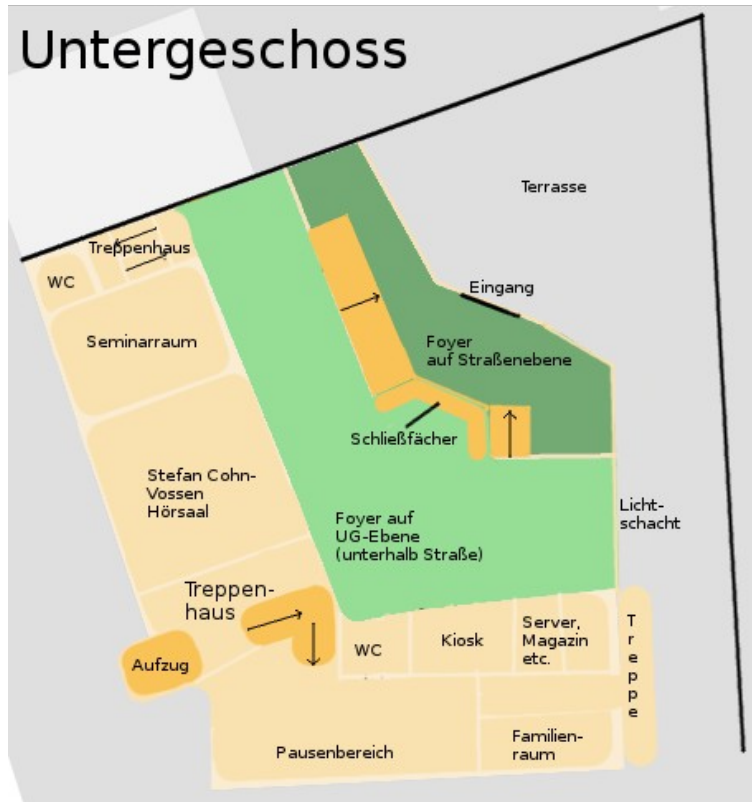 Untergeschoss
Terrasse
Treppenhaus
WC
Eingang
Seminarraum
Foyer
auf Straßenebene
Schließfächer
Stefan Cohn-
Vossen
Hörsaal
Foyer auf
UG-Ebene
(unterhalb Straße)
Licht-
schacht
Treppen-
haus
WC
Kiosk
Server,
Magazin
etc.
Treppe
Aufzug
Pausenbereich
Familien-
raum